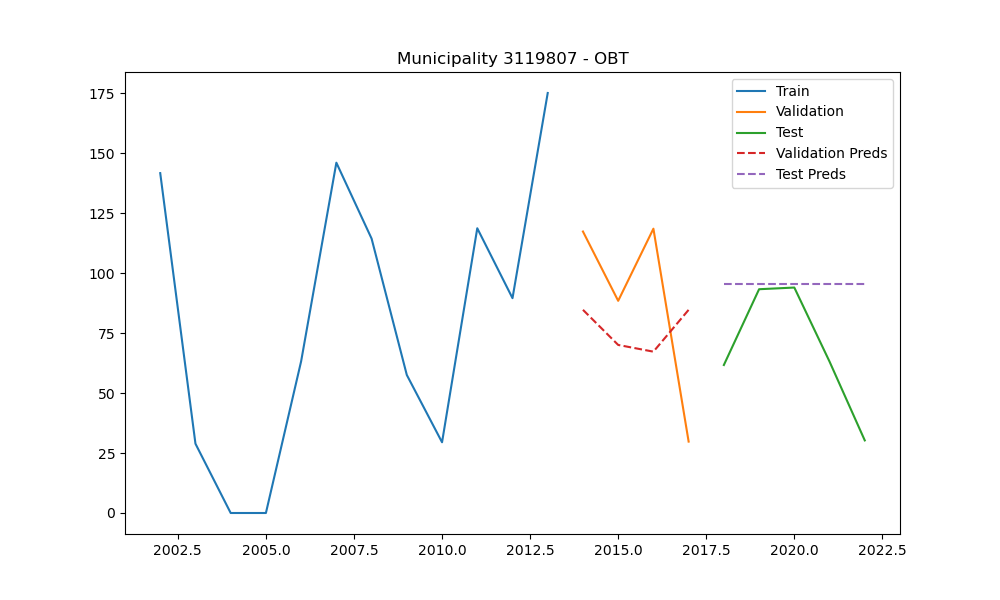 Municipality 3119807 - OBT
Train
Validation
Test
Validation Preds
Test Preds
175
150
125
100
75
50
25
0
2002.5 2005.0 2007.5 2010.0 2012.5 2015.0 2017.5 2020.0 2022.5